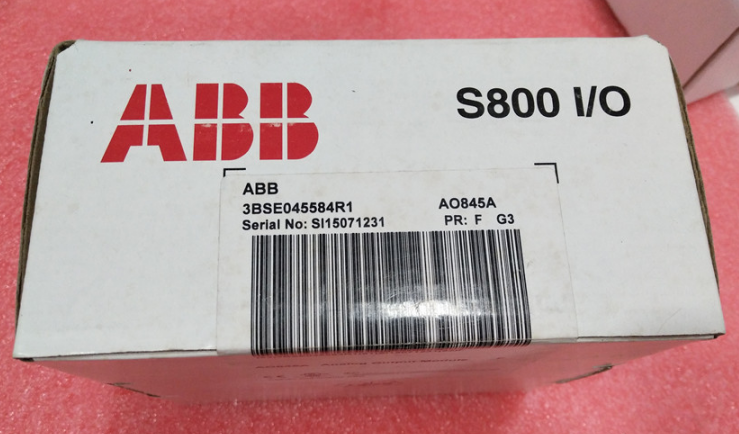 ABB
S800 I/O
ABB
3BSE045584R1 AO845A
Serial No: SI15071231 PR: F G3